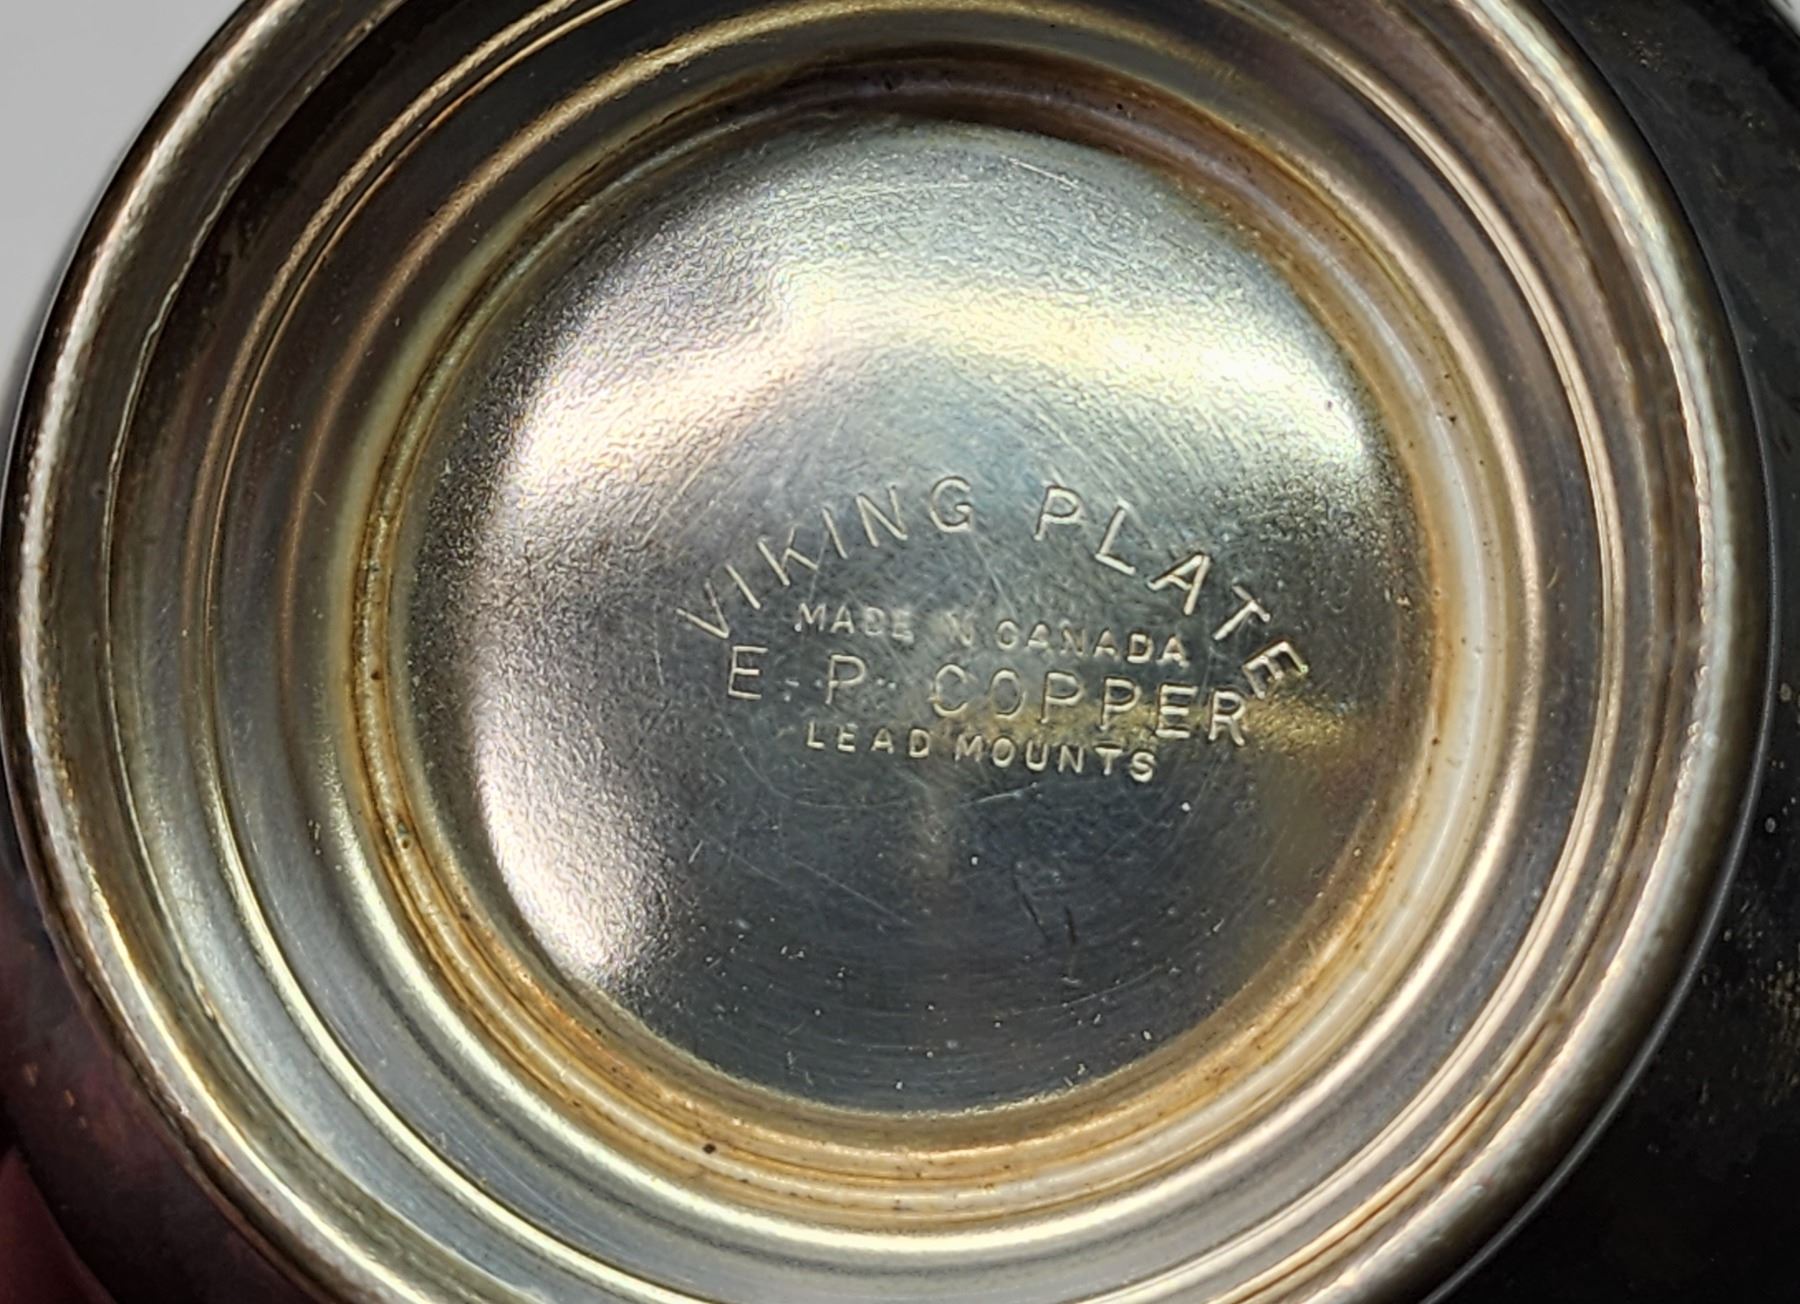 VIKING PLATE
MADE IN CANADA
E. P. COPPER
LEAD MOUNTS